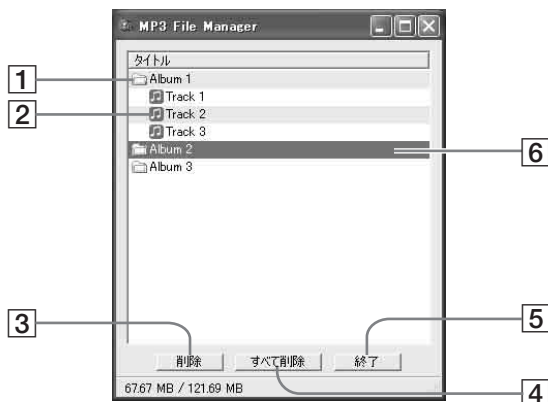 MP3 File Manager
タイトル
1
Album 1
Track 1
2
Track 2
Track 3
Album 2
6
Album 3
3
5
削除
すべて削除
終了
67.67 MB / 121.69 MB
4